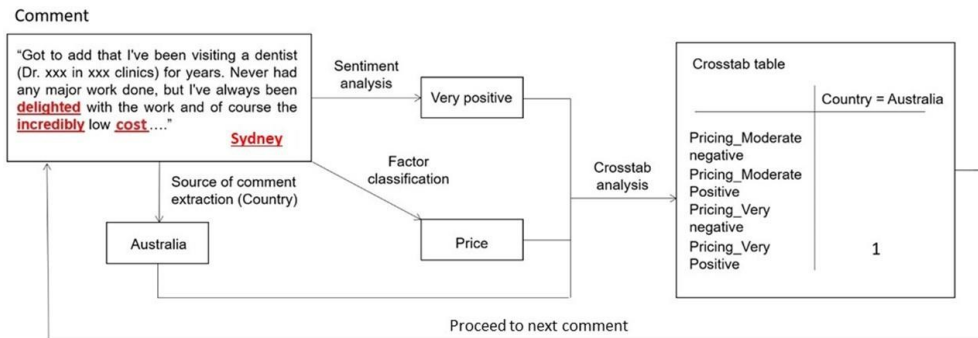 Comment
“Got to add that I've been visiting a dentist
(Dr. xxx in xxx clinics) for years. Never had
any major work done, but I've always been
delighted with the work and of course the
incredibly low cost....”
Sydney
Sentiment
analysis
Very positive
Factor
classification
Source of comment
extraction (Country)
Australia
Price
Crosstab
analysis
Crosstab table
Country = Australia
Pricing_Moderate
negative
Pricing_Moderate
Positive
Pricing_Very
negative
Pricing_Very
Positive
1
Proceed to next comment